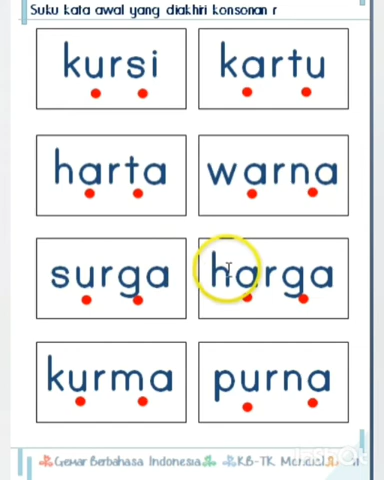 Suku kata awal yang diakhiri konsonan r
kursi kartu
harta warna
surga harga
kurma purna
Gemar Berbahasa Indonesia KB-TK